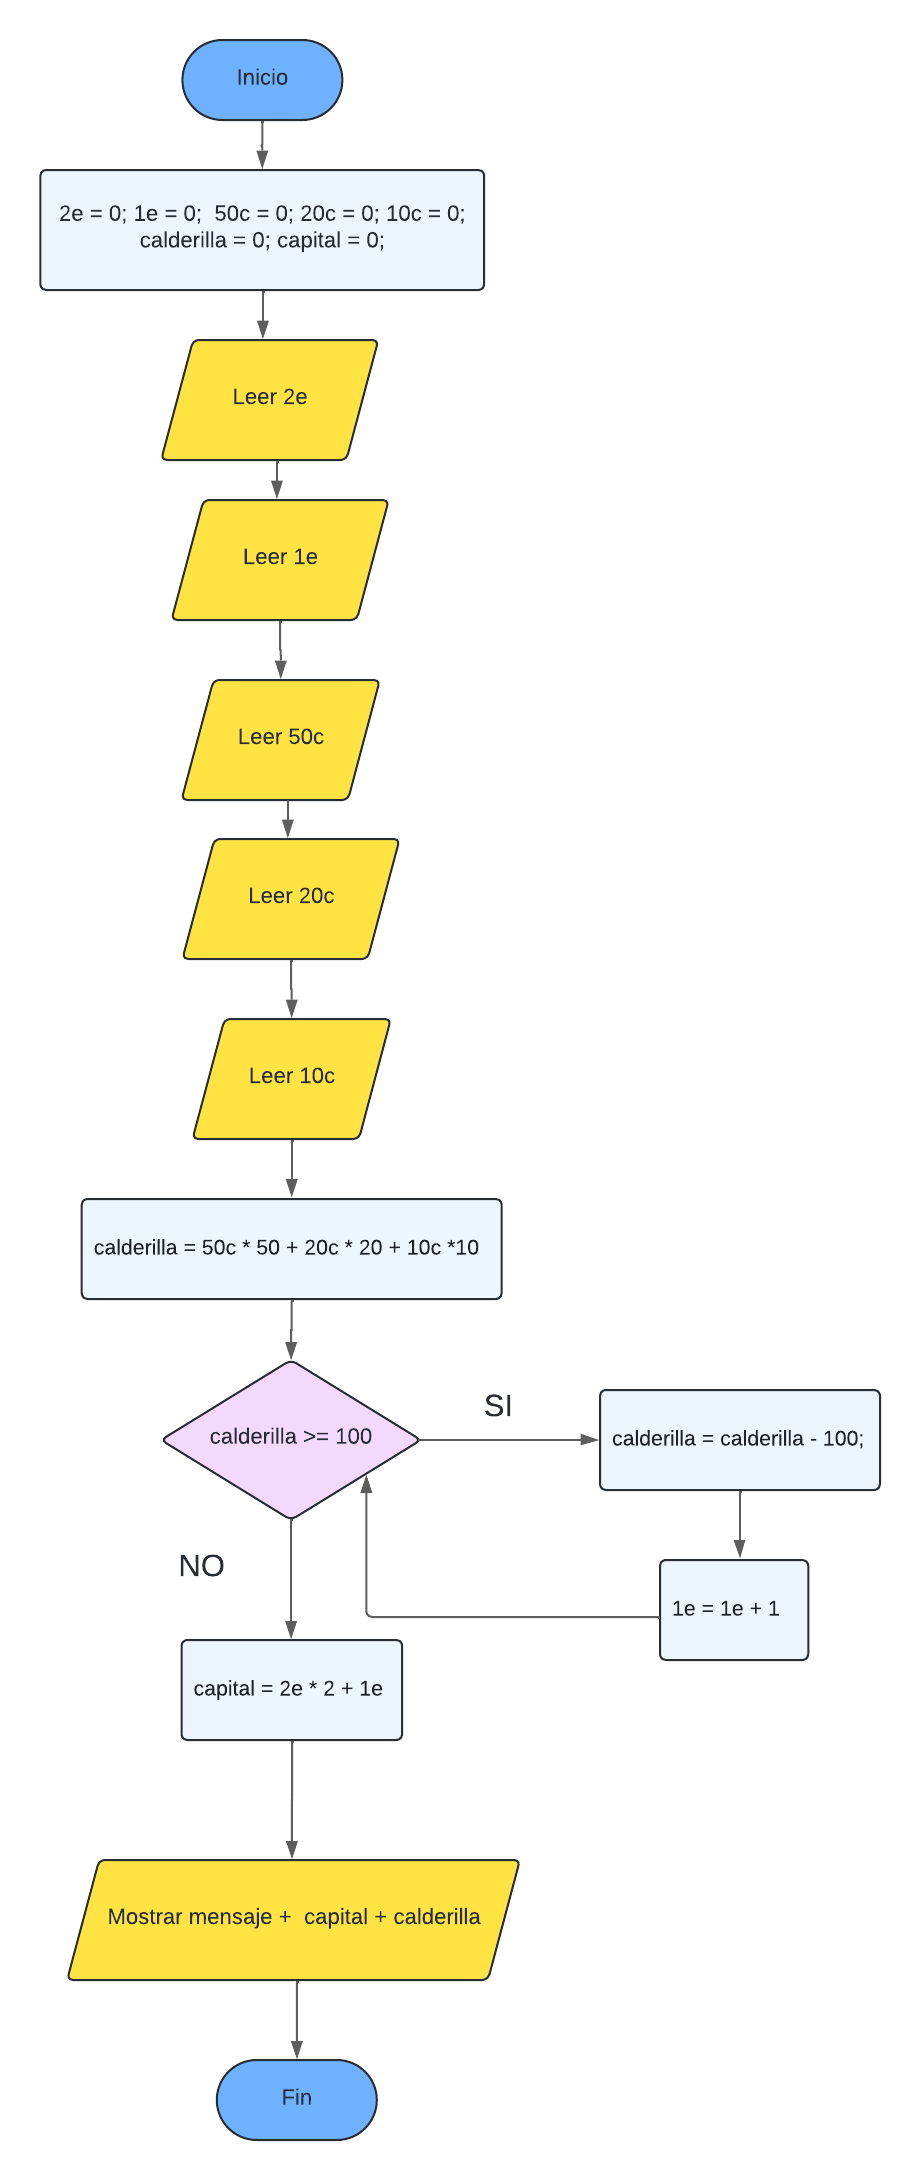 Inicio
2e = 0; 1e = 0;  50c = 0; 20c = 0; 10c = 0;
calderilla = 0; capital = 0;
Leer 2e
Leer 1e
Leer 50c
Leer 20c
Leer 10c
calderilla = 50c * 50 + 20c * 20 + 10c *10
calderilla >= 100
SI
calderilla = calderilla - 100;
1e = 1e + 1
NO
capital = 2e * 2 + 1e
Mostrar mensaje +  capital + calderilla
Fin